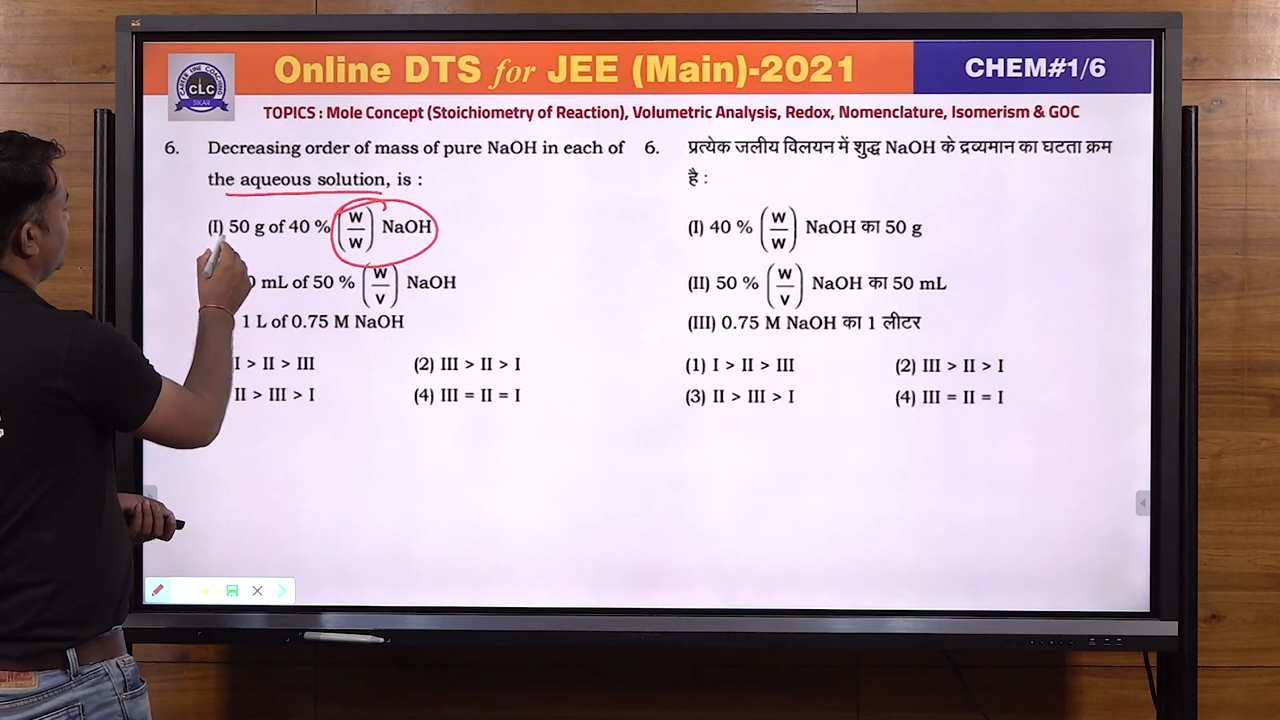 Online DTS for JEE (Main)-2021
CHEM#1/6
CLC
SIKAR
TOPICS : Mole Concept (Stoichiometry of Reaction), Volumetric Analysis, Redox, Nomenclature, Isomerism & GOC
6. Decreasing order of mass of pure NaOH in each of
the aqueous solution, is :
(I) 50 g of 40 % (w/w) NaOH
mL of 50 % (w/v) NaOH
1 L of 0.75 M NaOH
I > II > III (2) III > II > I
II > III > I (4) III = II = I
6. प्रत्येक जलीय विलयन में शुद्ध NaOH के द्रव्यमान का घटता क्रम
है :
(I) 40 % (w/w) NaOH का 50 g
(II) 50 % (w/v) NaOH का 50 mL
(III) 0.75 M NaOH का 1 लीटर
(1) I > II > III (2) III > II > I
(3) II > III > I (4) III = II = I